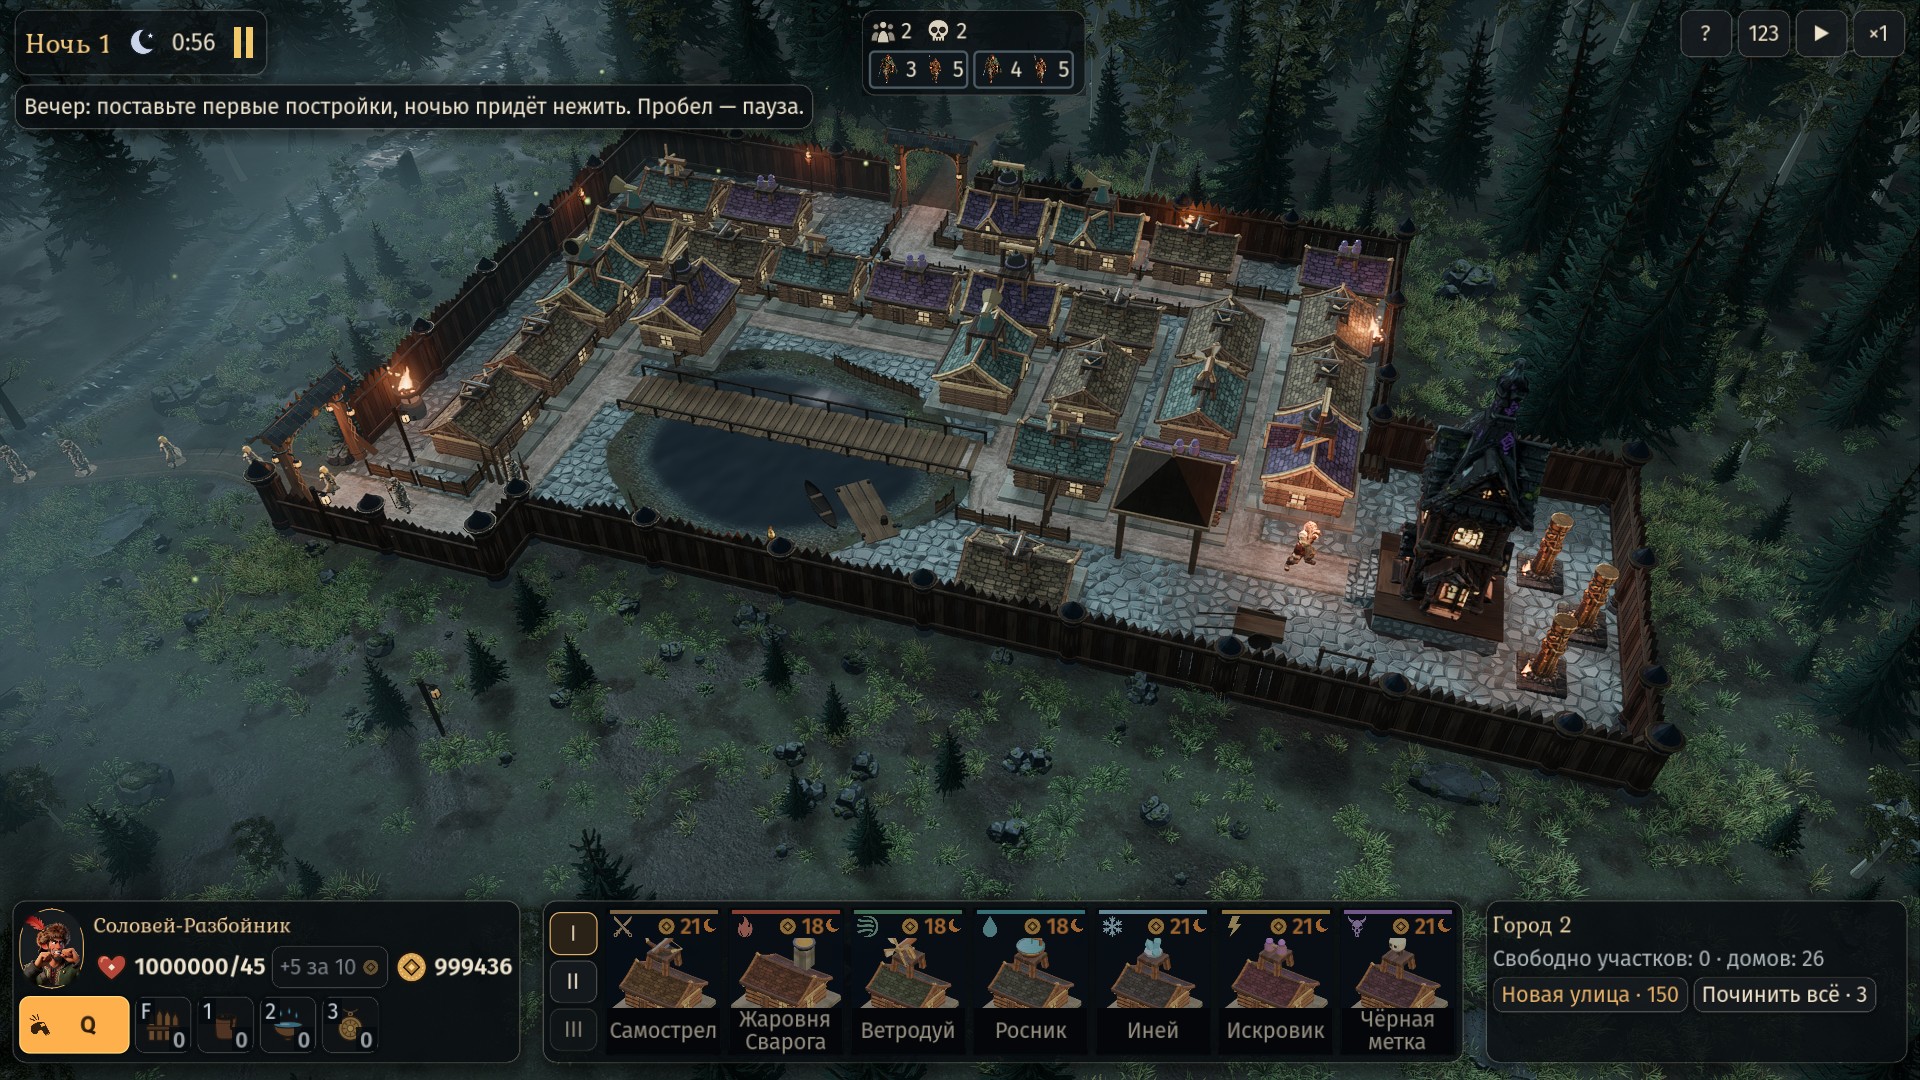 Ночь 1 0:56
2 2
3 5 4 5
? 123 ×1
Вечер: поставьте первые постройки, ночью придёт нежить. Пробел — пауза.
Соловей-Разбойник
1000000/45 +5 за 10 999436
Q F 0 1 0 2 0 3 0
I
II
III
21 18 18 18 21 21 21
Самострел
Жаровня
Сварога
Ветродуй
Росник
Иней
Искровик
Чёрная
метка
Город 2
Свободно участков: 0 · домов: 26
Новая улица · 150 Починить всё · 3